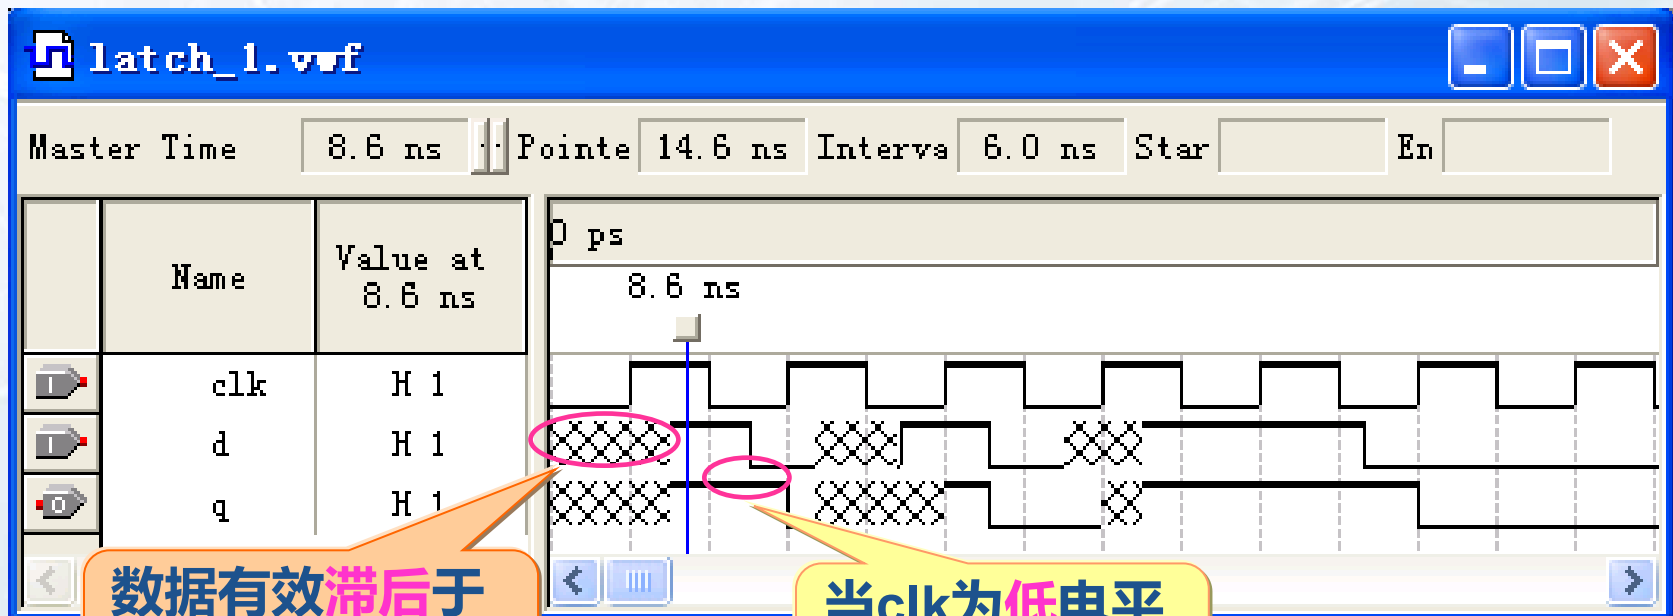 latch_1.vwf
Master Time 8.6 ns Pointe 14.6 ns Interva 6.0 ns Star En
Name Value at 8.6 ns
0 ps
8.6 ns
clk H 1
d H 1
q H 1
数据有效滞后于
当clk为低电平